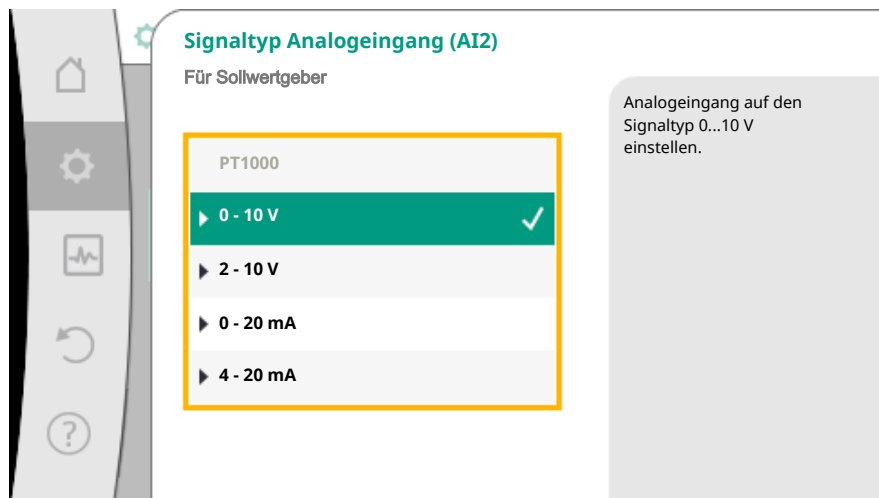 Signaltyp Analogeingang (AI2)
Für Sollwertgeber
PT1000
0 - 10 V
2 - 10 V
0 - 20 mA
4 - 20 mA
Analogeingang auf den
Signaltyp 0...10 V
einstellen.
?